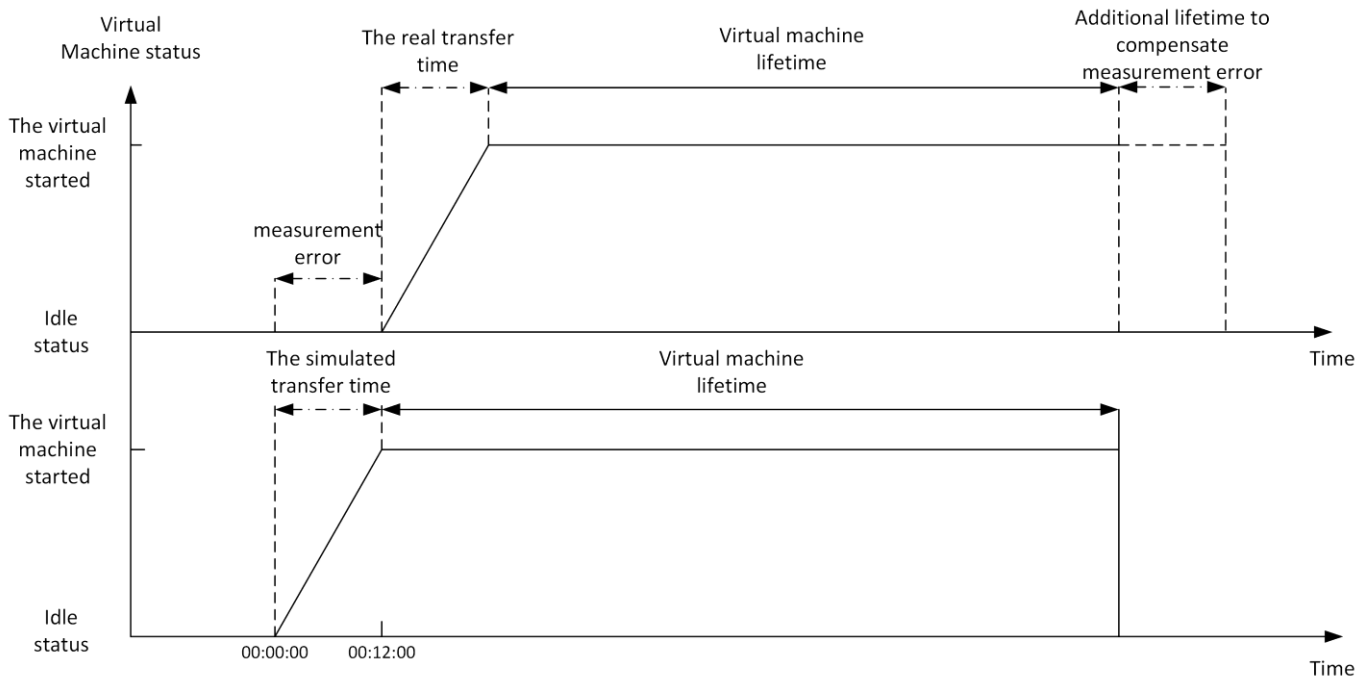 Virtual
Machine status
The real transfer
time
Virtual machine
lifetime
Additional lifetime to
compensate
measurement error
The virtual
machine
started
measurement
error
Idle
status
Time
The simulated
transfer time
Virtual machine
lifetime
The virtual
machine
started
Idle
status
00:00:00
00:12:00
Time